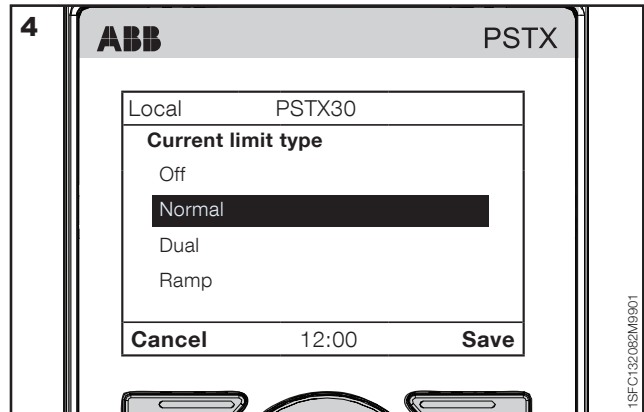 4
ABB PSTX
Local PSTX30
Current limit type
Off
Normal
Dual
Ramp
Cancel 12:00 Save
1SFC132082M9901